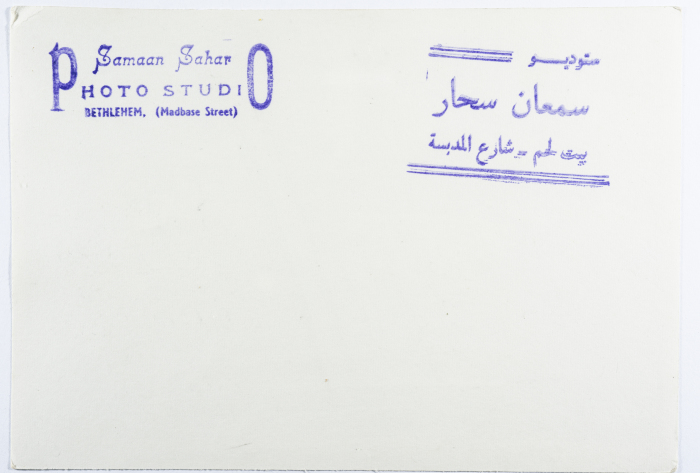 Samaan Sahar
PHOTO STUDIO
BETHLEHEM, (Madbase Street)
ستوديو
سمعان سحار
بيت لحم - شارع المدبسة